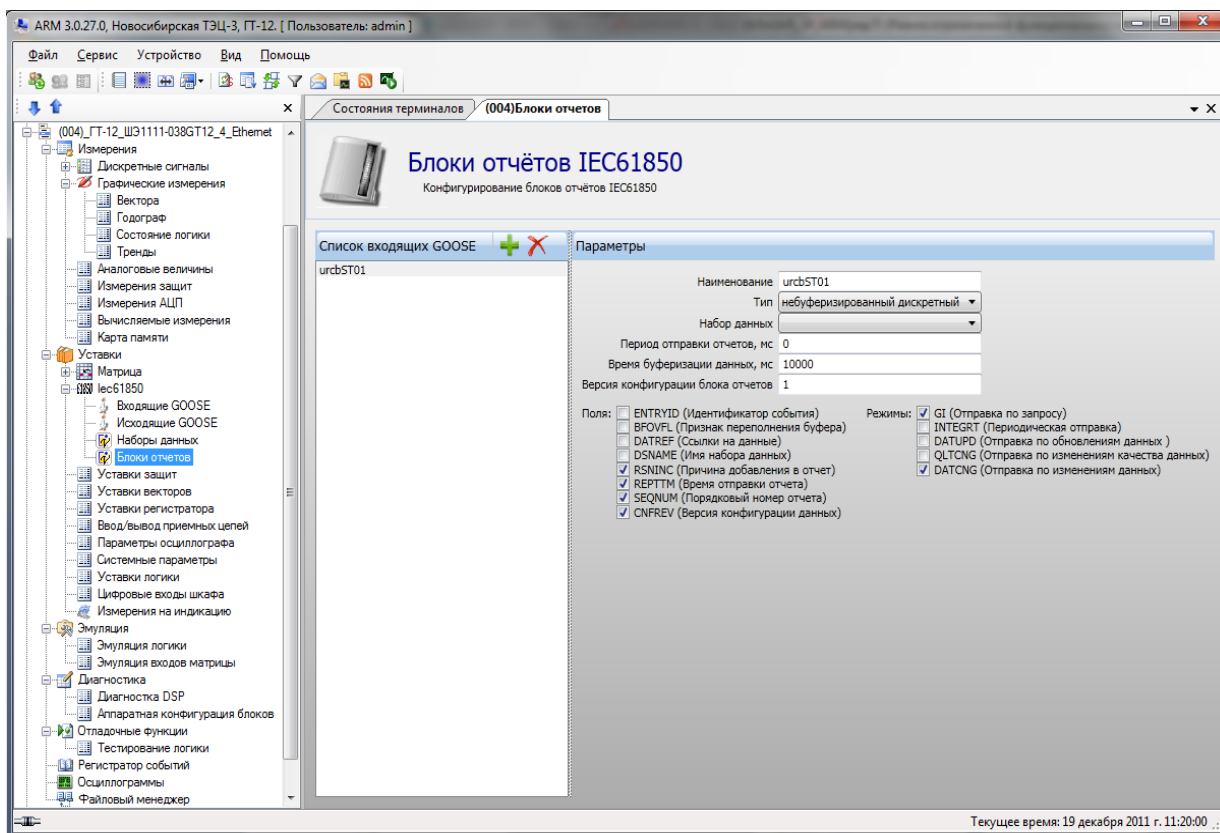 ARM 3.0.27.0, Новосибирская ТЭЦ-3, ГТ-12. [ Пользователь: admin ]
Файл Сервис Устройство Вид Помощь
Состояния терминалов
(004)Блоки отчетов
(004)_ГТ-12_ШЭ1111-038GT12_4_Ethernet
Измерения
Дискретные сигналы
Графические измерения
Вектора
Годограф
Состояние логики
Тренды
Аналоговые величины
Измерения защит
Измерения АЦП
Вычисляемые измерения
Карта памяти
Уставки
Матрица
Iec61850
Входящие GOOSE
Исходящие GOOSE
Наборы данных
Блоки отчетов
Уставки защит
Уставки векторов
Уставки регистратора
Ввод/вывод приемных цепей
Параметры осциллографа
Системные параметры
Уставки логики
Цифровые входы шкафа
Измерения на индикацию
Эмуляция
Эмуляция логики
Эмуляция входов матрицы
Диагностика
Диагностка DSP
Аппаратная конфигурация блоков
Отладочные функции
Тестирование логики
Регистратор событий
Осциллограммы
Файловый менеджер
Блоки отчётов IEC61850
Конфигурирование блоков отчётов IEC61850
Список входящих GOOSE
urcbST01
Параметры
Наименование urcbST01
Тип небуферизированный дискретный
Набор данных
Период отправки отчетов, мс 0
Время буферизации данных, мс 10000
Версия конфигурации блока отчетов 1
Поля:
ENTRYID (Идентификатор события)
BFOVFL (Признак переполнения буфера)
DATREF (Ссылки на данные)
DSNAME (Имя набора данных)
RSNINC (Причина добавления в отчет)
REPTTM (Время отправки отчета)
SEQNUM (Порядковый номер отчета)
CNFREV (Версия конфигурации данных)
Режимы:
GI (Отправка по запросу)
INTEGRT (Периодическая отправка)
DATUPD (Отправка по обновлениям данных )
QLTCNG (Отправка по изменениям качества данных)
DATCNG (Отправка по изменениям данных)
Текущее время: 19 декабря 2011 г. 11:20:00